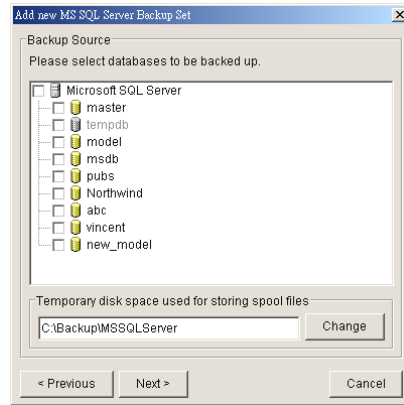 Add new MS SQL Server Backup Set
Backup Source
Please select databases to be backed up.
Microsoft SQL Server
master
tempdb
model
msdb
pubs
Northwind
abc
vincent
new_model
Temporary disk space used for storing spool files
C:\Backup\MSSQLServer
Change
< Previous
Next >
Cancel